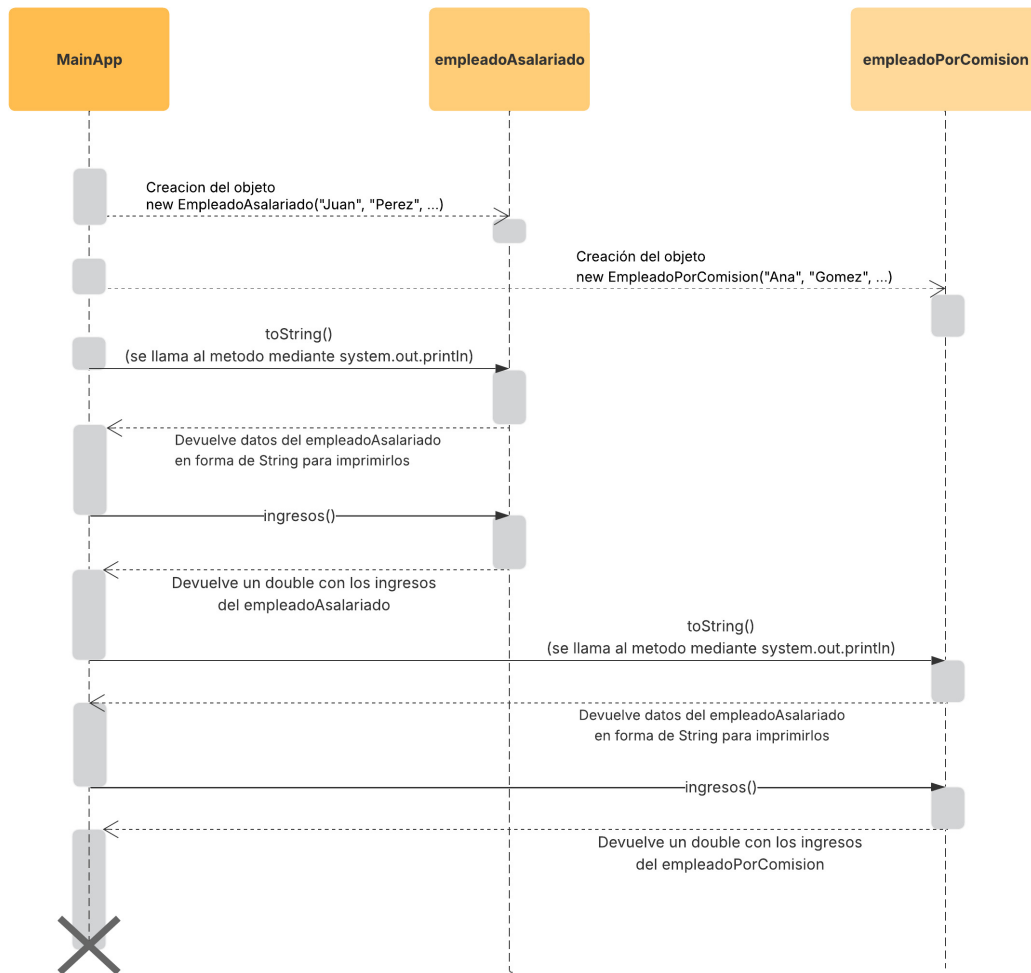 MainApp
empleadoAsalariado
empleadoPorComision
Creacion del objeto
new EmpleadoAsalariado("Juan", "Perez", ...)
Creación del objeto
new EmpleadoPorComision("Ana", "Gomez", ...)
toString()
(se llama al metodo mediante system.out.println)
Devuelve datos del empleadoAsalariado
en forma de String para imprimirlos
ingresos()
Devuelve un double con los ingresos
del empleadoAsalariado
toString()
(se llama al metodo mediante system.out.println)
Devuelve datos del empleadoAsalariado
en forma de String para imprimirlos
ingresos()
Devuelve un double con los ingresos
del empleadoPorComision